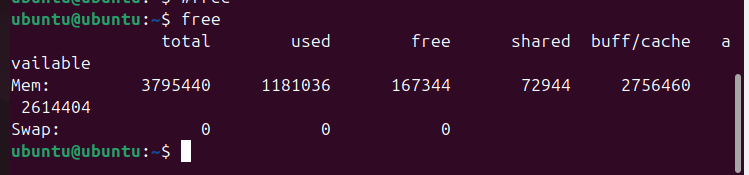 ubuntu@ubuntu:~$ free
total used free shared buff/cache a
vailable
Mem: 3795440 1181036 167344 72944 2756460
2614404
Swap: 0 0 0
ubuntu@ubuntu:~$